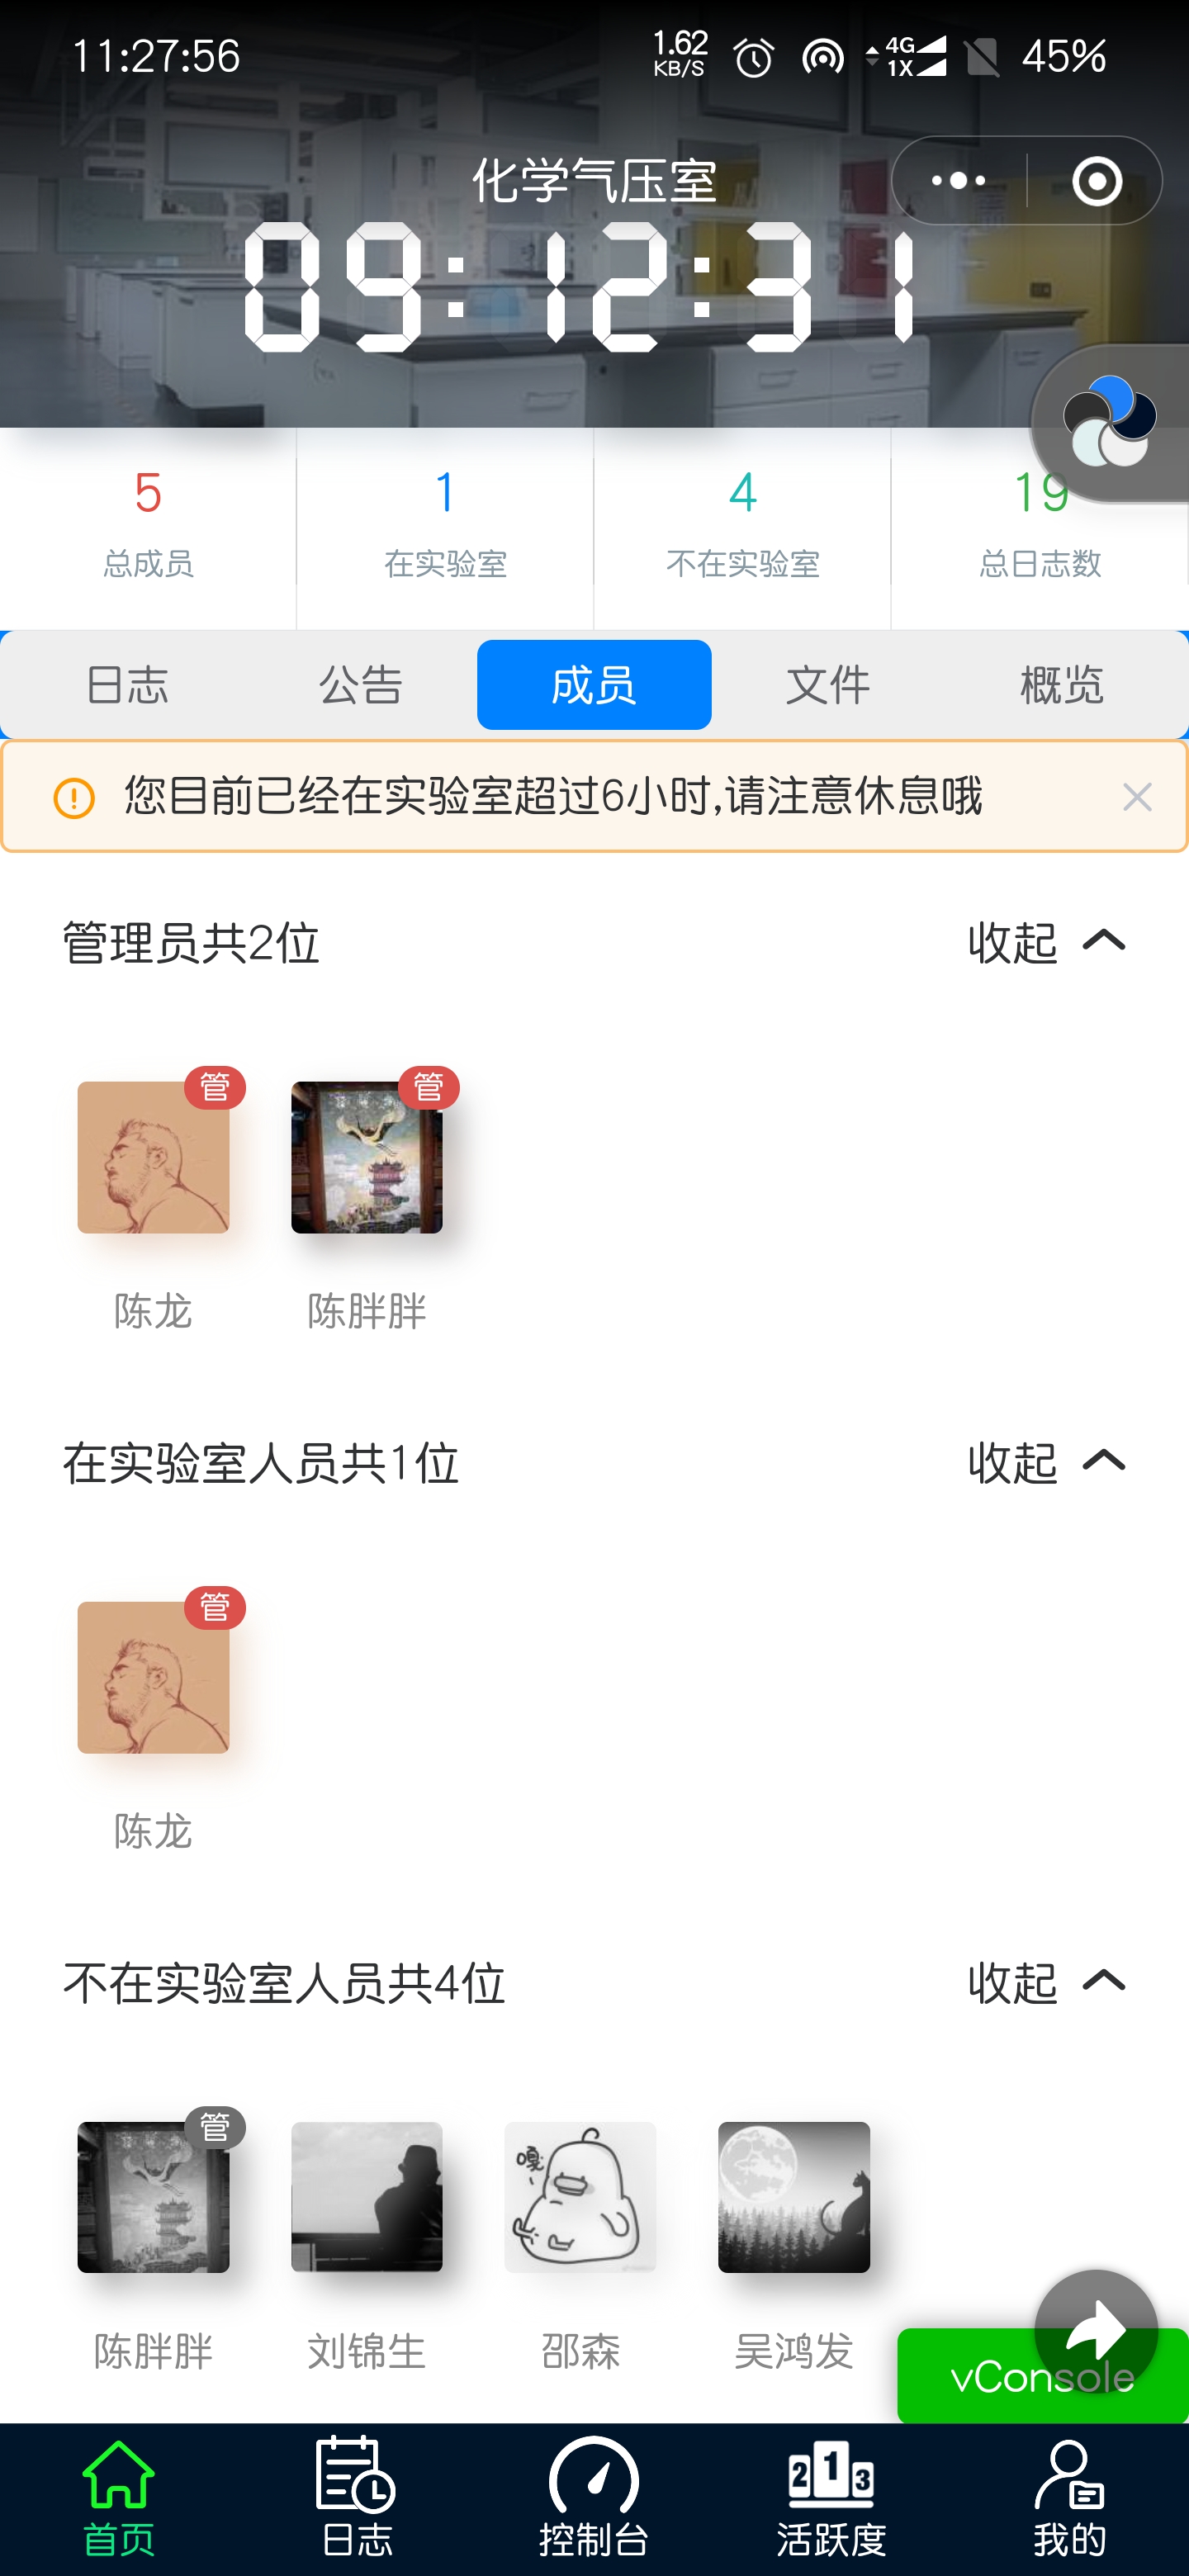 11:27:56 1.62 KB/S 4G 1X 45%
化学气压室
09:12:31
5 1 4 19
总成员 在实验室 不在实验室 总日志数
日志 公告 成员 文件 概览
您目前已经在实验室超过6小时,请注意休息哦
管理员共2位 收起
管 管
陈龙 陈胖胖
在实验室人员共1位 收起
管
陈龙
不在实验室人员共4位 收起
管
嘎
陈胖胖 刘锦生 邵森 吴鸿发
vConsole
2 1 3
首页 日志 控制台 活跃度 我的